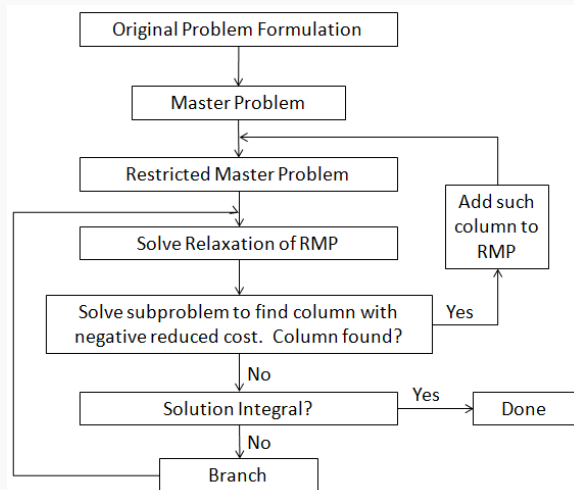 Original Problem Formulation
Master Problem
Restricted Master Problem
Add such
column to
RMP
Solve Relaxation of RMP
Solve subproblem to find column with
negative reduced cost.  Column found?
Yes
No
Solution Integral?
Yes
Done
No
Branch